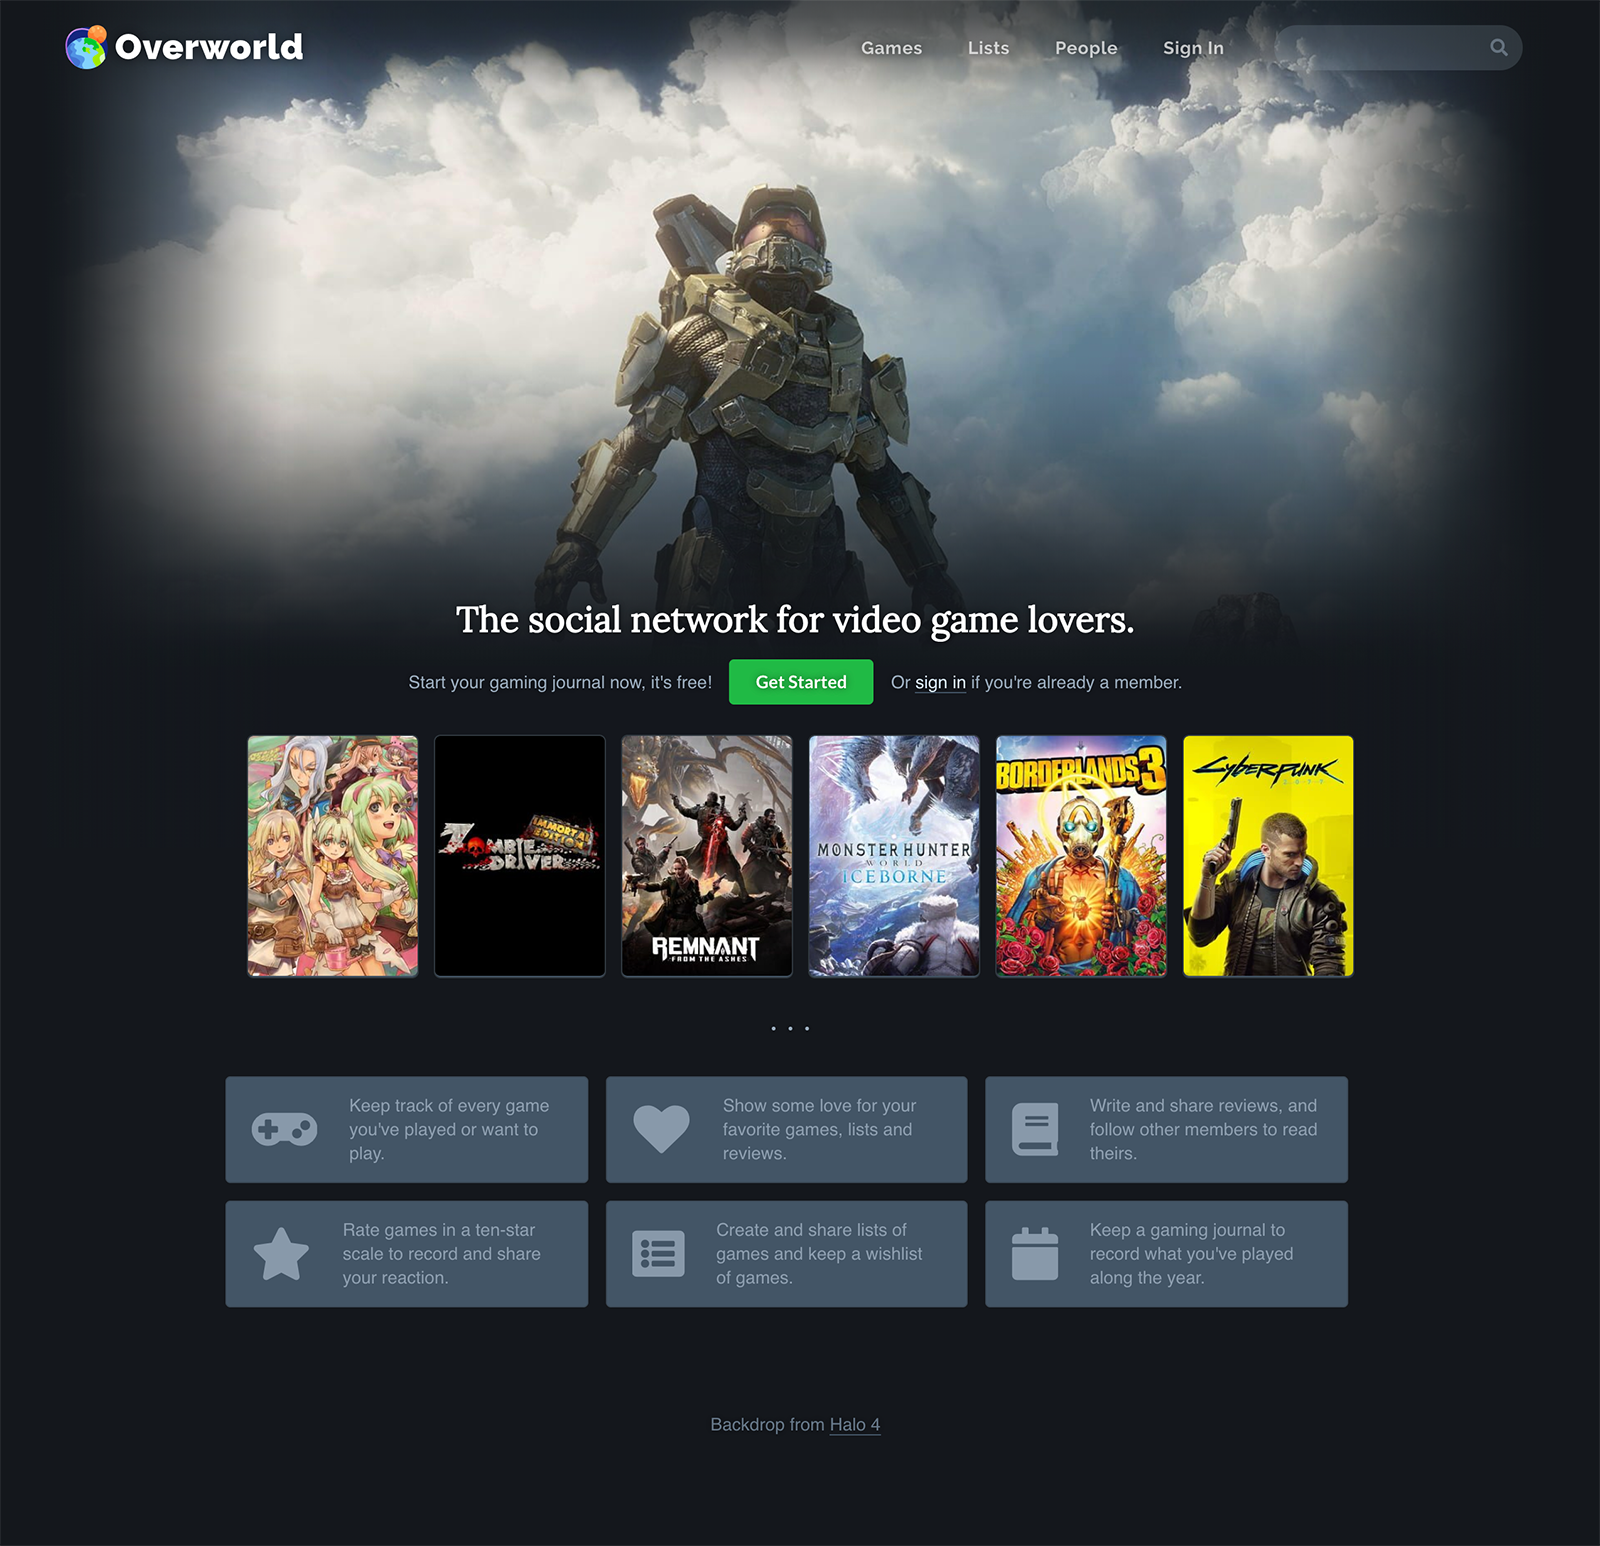 Overworld
Games Lists People Sign In
The social network for video game lovers.
Start your gaming journal now, it's free! Get Started Or sign in if you're already a member.
ZOMBIE DRIVER
IMMORTAL EDITION
REMNANT
FROM THE ASHES
MONSTER HUNTER
WORLD
ICEBORNE
BORDERLANDS 3
Cyberpunk
2077
. . .
Keep track of every game
you've played or want to
play.
Show some love for your
favorite games, lists and
reviews.
Write and share reviews, and
follow other members to read
theirs.
Rate games in a ten-star
scale to record and share
your reaction.
Create and share lists of
games and keep a wishlist
of games.
Keep a gaming journal to
record what you've played
along the year.
Backdrop from Halo 4